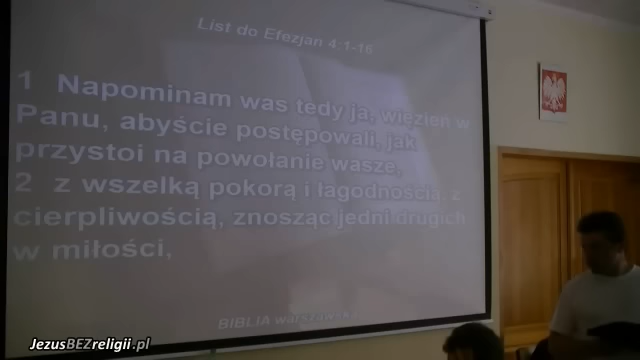 List do Efezjan 4:1-16
1 Napominam was tedy ja, więzień w
Panu, abyście postępowali, jak
przystoi na powołanie wasze,
2 z wszelką pokorą i łagodnością, z
cierpliwością, znosząc jedni drugich
w miłości,
BIBLIA warszawska
JezusBEZreligii.pl